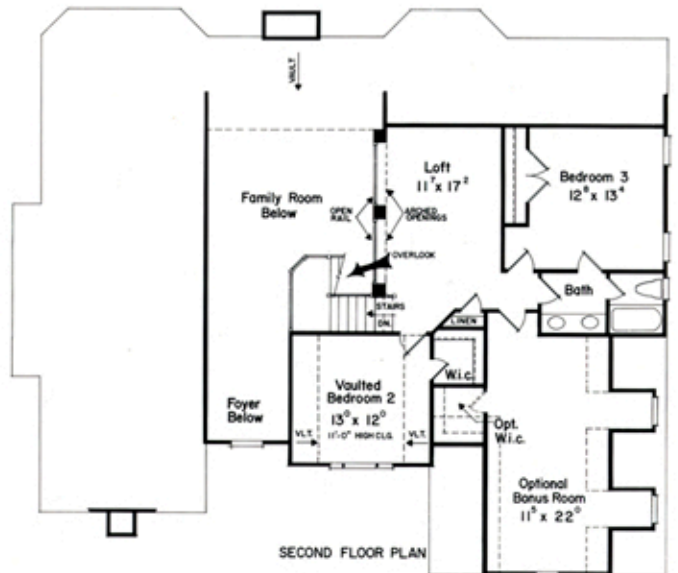 VAULT
Loft
11⁷ x 17²
Bedroom 3
12⁸ x 13⁴
Family Room
Below
OPEN
RAIL
ARCHED
OPENINGS
OVERLOOK
Bath
STAIRS
DN.
LINEN
W.i.c.
Vaulted
Bedroom 2
13⁰ x 12⁰
11'-0" HIGH CLG.
VLT.
VLT.
Foyer
Below
Opt.
W.i.c.
Optional
Bonus Room
11⁵ x 22⁰
SECOND FLOOR PLAN